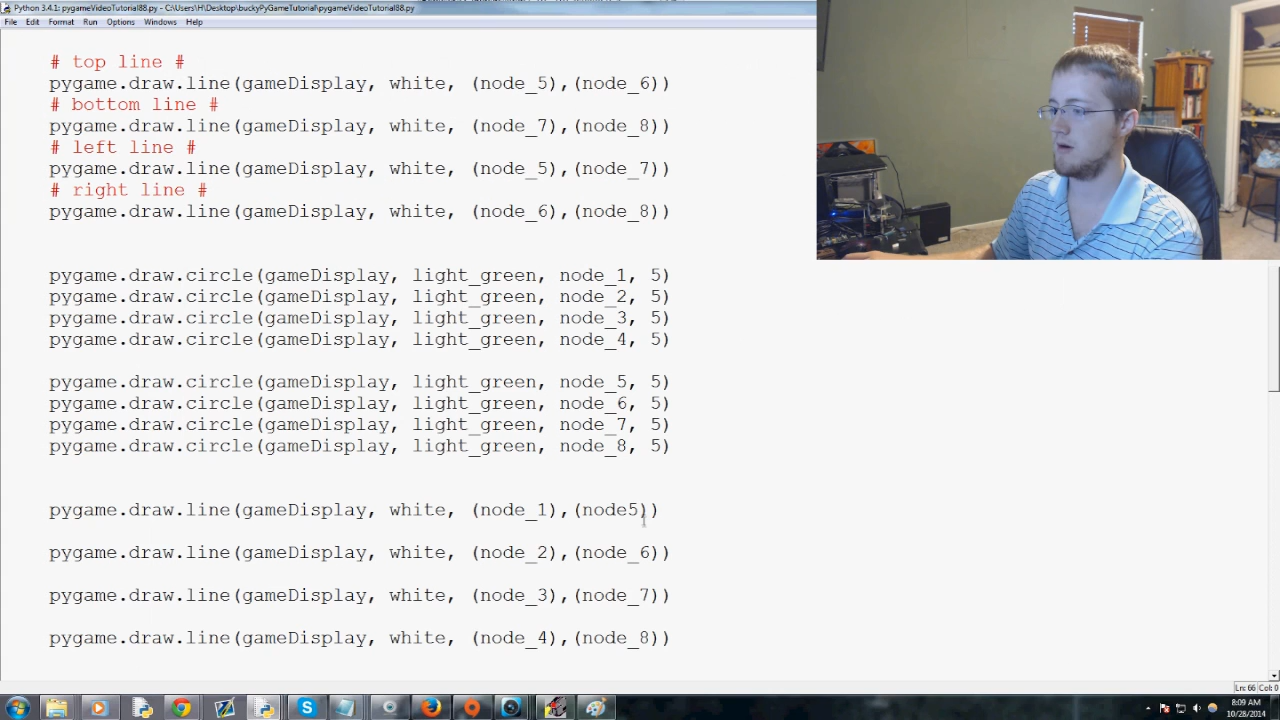 Python 3.4.1: pygameVideoTutorial88.py - C:\Users\H\Desktop\buckyPyGameTutorial\pygameVideoTutorial88.py
File Edit Format Run Options Windows Help
# top line #
pygame.draw.line(gameDisplay, white, (node_5),(node_6))
# bottom line #
pygame.draw.line(gameDisplay, white, (node_7),(node_8))
# left line #
pygame.draw.line(gameDisplay, white, (node_5),(node_7))
# right line #
pygame.draw.line(gameDisplay, white, (node_6),(node_8))
pygame.draw.circle(gameDisplay, light_green, node_1, 5)
pygame.draw.circle(gameDisplay, light_green, node_2, 5)
pygame.draw.circle(gameDisplay, light_green, node_3, 5)
pygame.draw.circle(gameDisplay, light_green, node_4, 5)
pygame.draw.circle(gameDisplay, light_green, node_5, 5)
pygame.draw.circle(gameDisplay, light_green, node_6, 5)
pygame.draw.circle(gameDisplay, light_green, node_7, 5)
pygame.draw.circle(gameDisplay, light_green, node_8, 5)
pygame.draw.line(gameDisplay, white, (node_1),(node5))
pygame.draw.line(gameDisplay, white, (node_2),(node_6))
pygame.draw.line(gameDisplay, white, (node_3),(node_7))
pygame.draw.line(gameDisplay, white, (node_4),(node_8))
Ln: 66 Col: 0
8:09 AM
10/28/2014